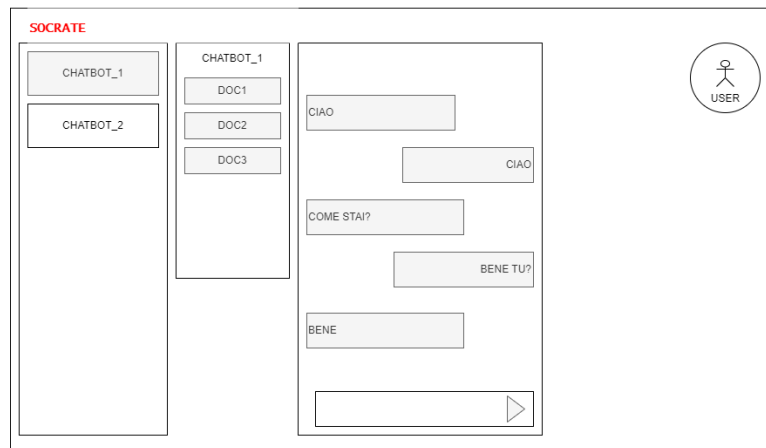 SOCRATE
CHATBOT_1
CHATBOT_2
CHATBOT_1
DOC1
DOC2
DOC3
CIAO
CIAO
COME STAI?
BENE TU?
BENE
USER